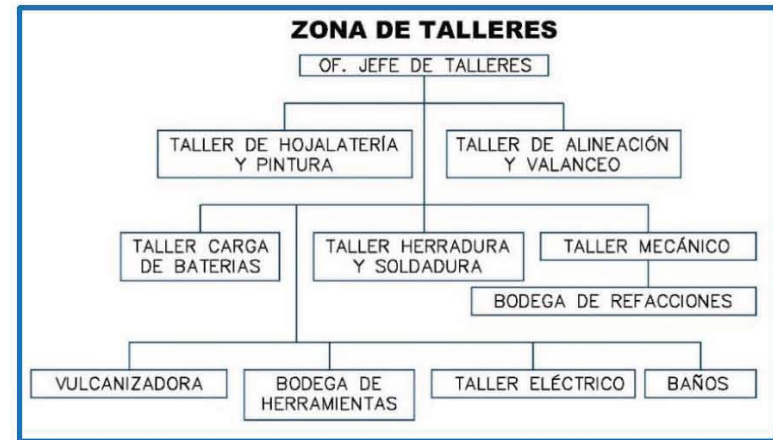 ZONA DE TALLERES
OF. JEFE DE TALLERES
TALLER DE HOJALATERÍA
Y PINTURA
TALLER DE ALINEACIÓN
Y VALANCEO
TALLER CARGA
DE BATERIAS
TALLER HERRADURA
Y SOLDADURA
TALLER MECÁNICO
BODEGA DE REFACCIONES
VULCANIZADORA
BODEGA DE
HERRAMIENTAS
TALLER ELÉCTRICO
BAÑOS